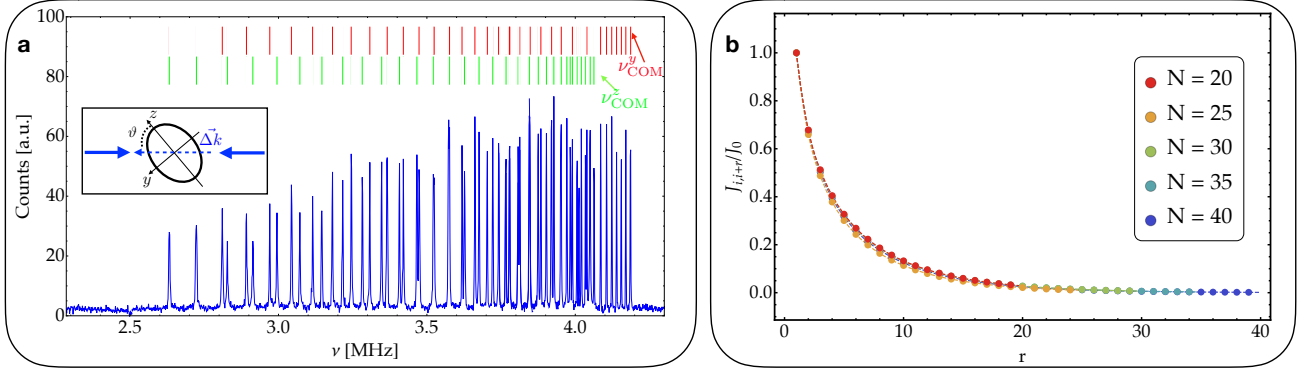 a
100
80
60
40
20
0
Counts [a.u.]
2.5
3.0
3.5
4.0
ν [MHz]
ν^y_COM
ν^z_COM
z
ϑ
Δk⃗
y
b
1.0
0.8
0.6
0.4
0.2
0.0
J_{i,i+r}/J_0
0
10
20
30
40
r
N = 20
N = 25
N = 30
N = 35
N = 40